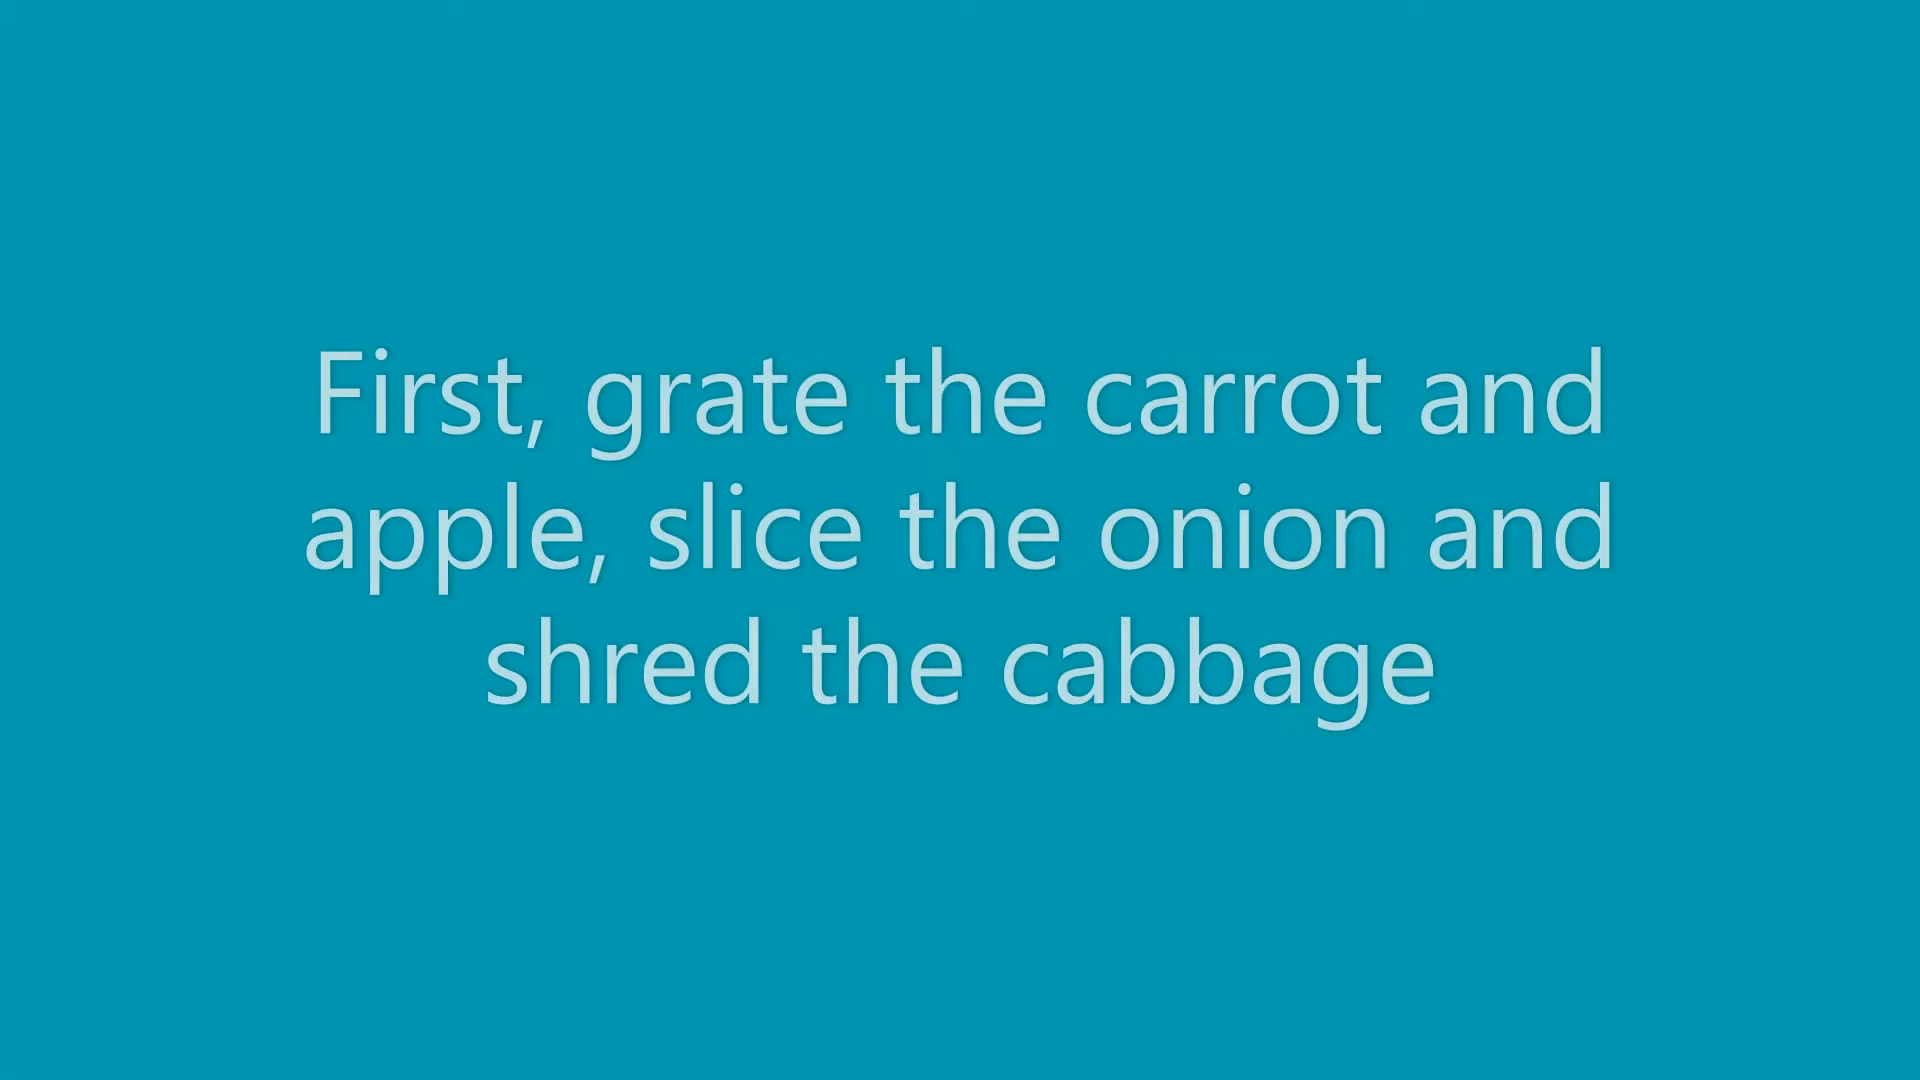 First, grate the carrot and
apple, slice the onion and
shred the cabbage